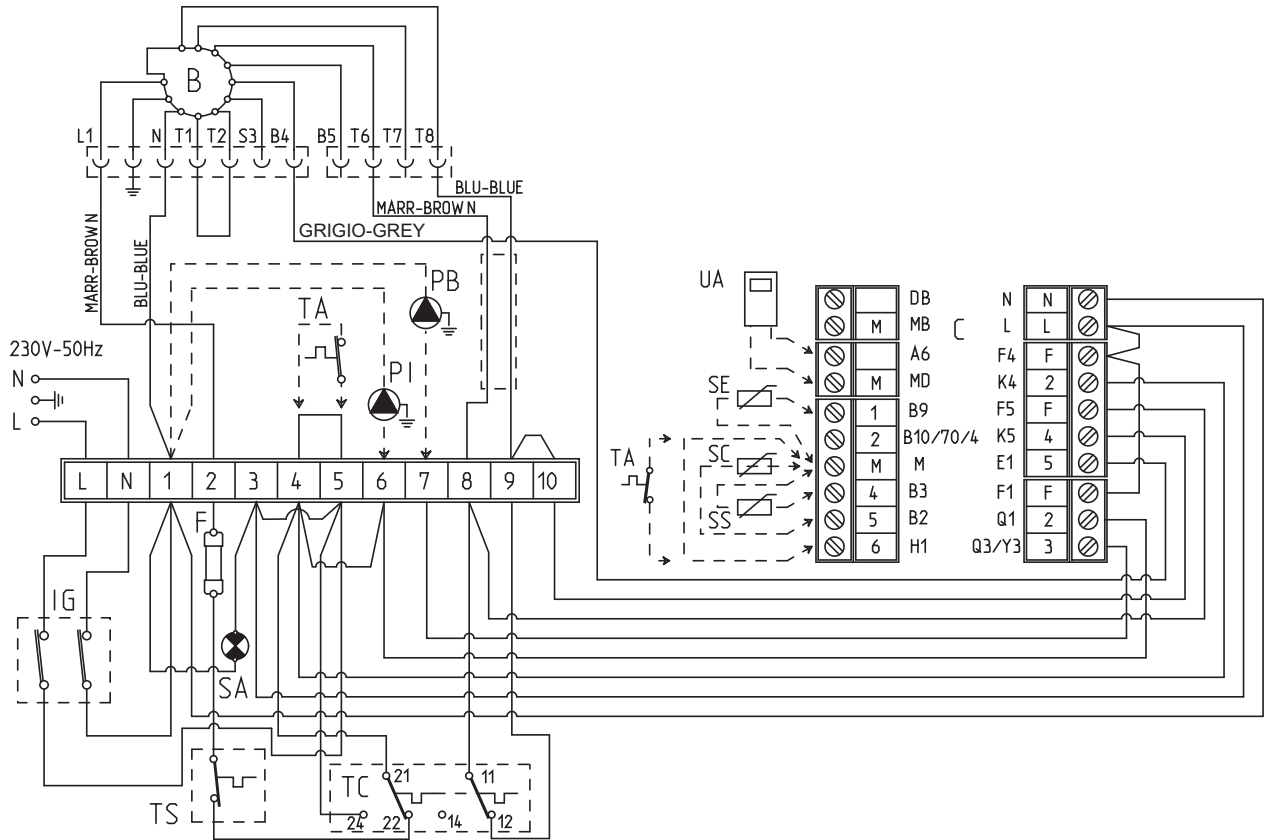 B
L1 N T1 T2 S3 B4 B5 T6 T7 T8
BLU-BLUE
MARR-BROWN
GRIGIO-GREY
MARR-BROWN
BLU-BLUE
TA
PB
PI
230V-50Hz
N
L
L N 1 2 3 4 5 6 7 8 9 10
F
IG
SA
TS
TC
21
11
24 22 14 12
UA
SE
TA
SC
SS
DB
M MB
A6
M MD
1 B9
2 B10/70/4
M M
4 B3
5 B2
6 H1
C
N N
L L
F4 F
K4 2
F5 F
K5 4
E1 5
F1 F
Q1 2
Q3/Y3 3